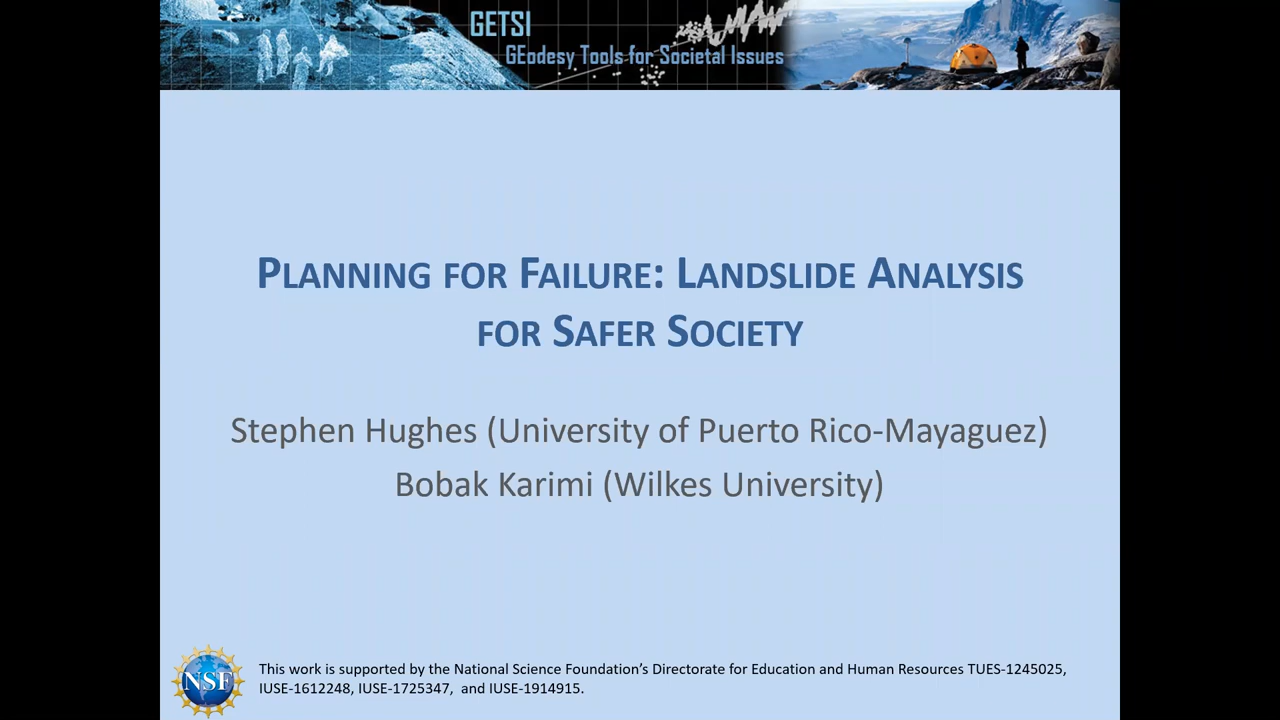 GETSI
GEodesy Tools for Societal Issues
PLANNING FOR FAILURE: LANDSLIDE ANALYSIS
FOR SAFER SOCIETY
Stephen Hughes (University of Puerto Rico-Mayaguez)
Bobak Karimi (Wilkes University)
NSF
This work is supported by the National Science Foundation’s Directorate for Education and Human Resources TUES-1245025,
IUSE-1612248, IUSE-1725347,  and IUSE-1914915.